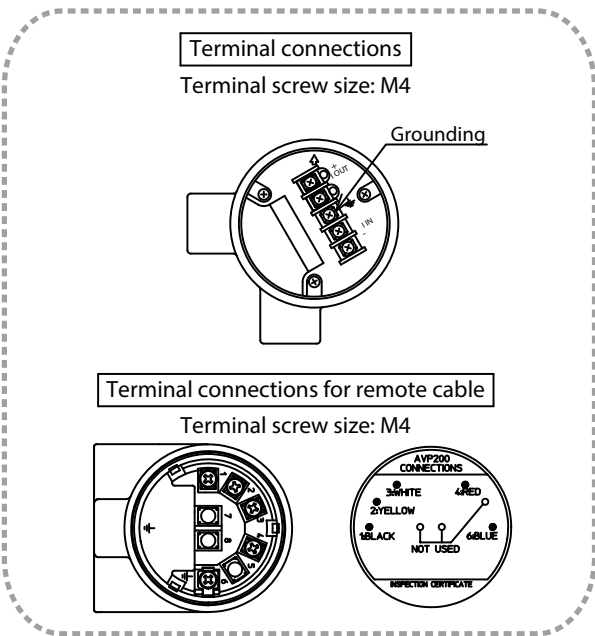 Terminal connections
Terminal screw size: M4
Grounding
+
I OUT
I IN
-
Terminal connections for remote cable
Terminal screw size: M4
1
2
3
7
4
8
5
6
AVP200
CONNECTIONS
3:WHITE 4:RED
2:YELLOW
1:BLACK 6:BLUE
NOT USED
INSPECTION CERTIFICATE